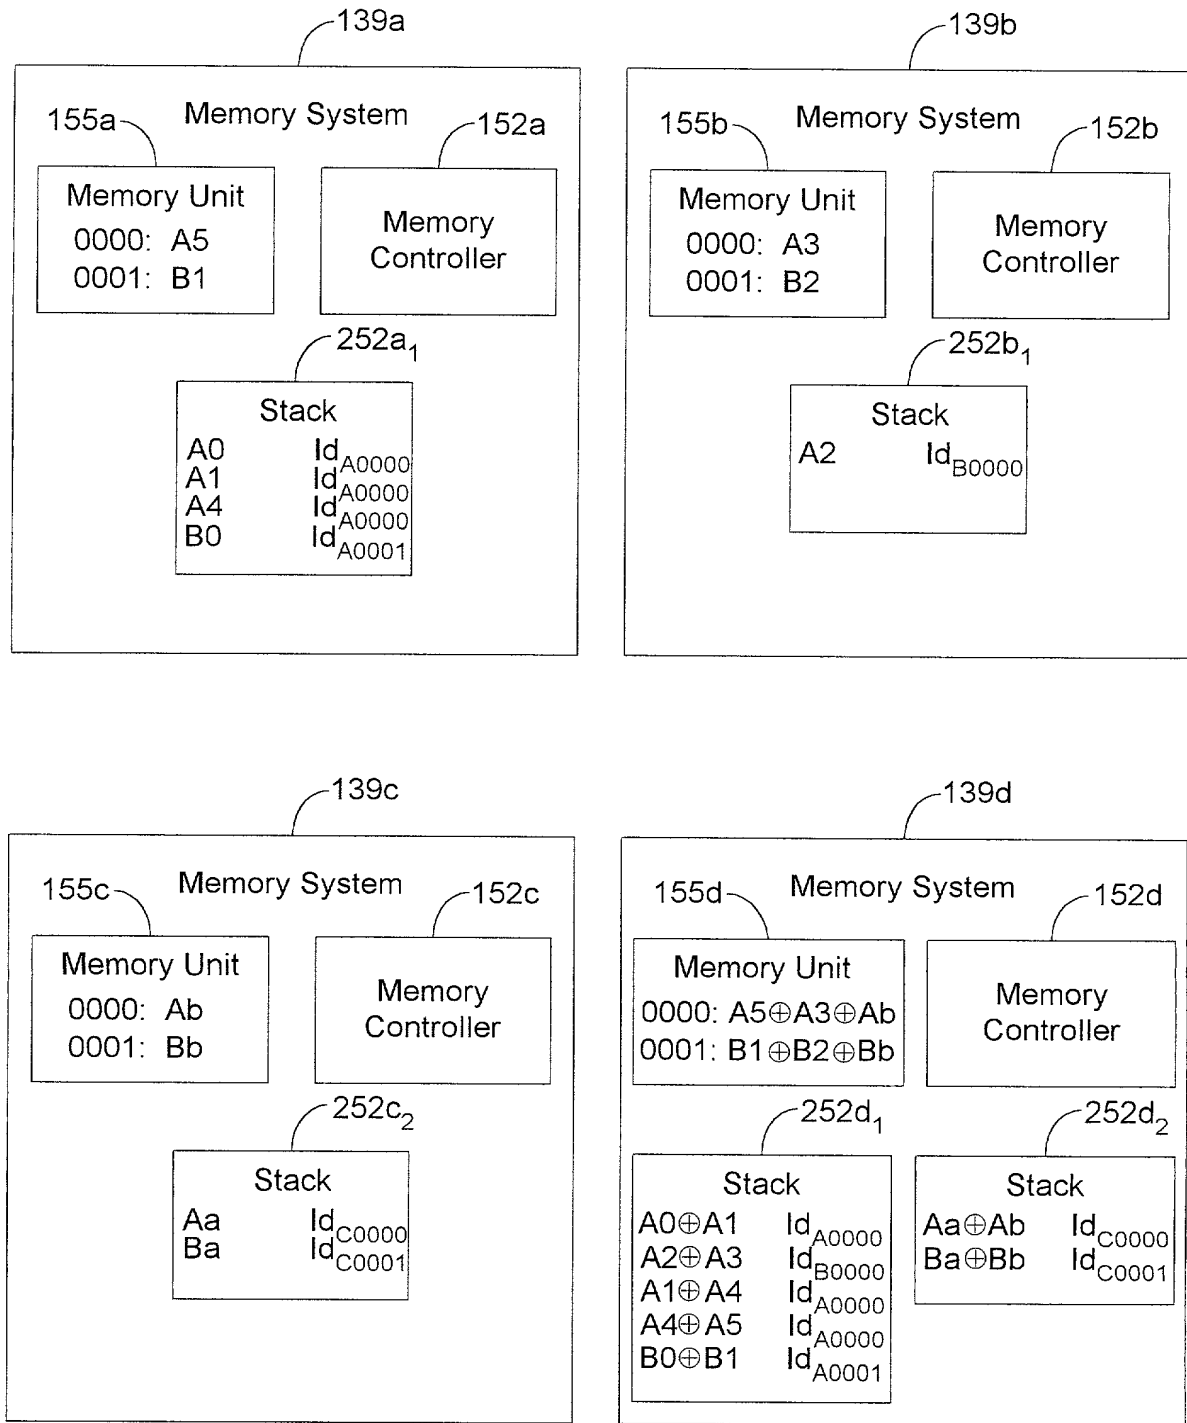 139a
Memory System
155a
152a
Memory Unit
0000: A5
0001: B1
Memory
Controller
252a1
Stack
A0 IdA0000
A1 IdA0000
A4 IdA0000
B0 IdA0001
139b
Memory System
155b
152b
Memory Unit
0000: A3
0001: B2
Memory
Controller
252b1
Stack
A2 IdB0000
139c
Memory System
155c
152c
Memory Unit
0000: Ab
0001: Bb
Memory
Controller
252c2
Stack
Aa IdC0000
Ba IdC0001
139d
Memory System
155d
152d
Memory Unit
0000: A5⊕A3⊕Ab
0001: B1⊕B2⊕Bb
Memory
Controller
252d1
Stack
A0⊕A1 IdA0000
A2⊕A3 IdB0000
A1⊕A4 IdA0000
A4⊕A5 IdA0000
B0⊕B1 IdA0001
252d2
Stack
Aa⊕Ab IdC0000
Ba⊕Bb IdC0001